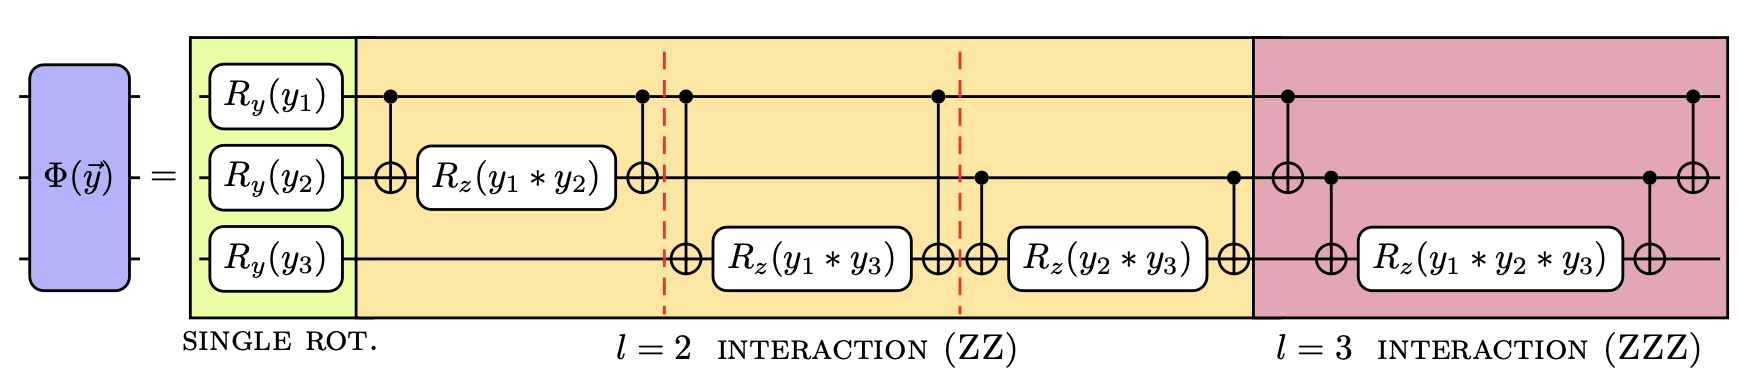 R_y(y_1)
Φ(y⃗) = R_y(y_2) R_z(y_1 * y_2)
R_y(y_3) R_z(y_1 * y_3) R_z(y_2 * y_3) R_z(y_1 * y_2 * y_3)
SINGLE ROT. l = 2 INTERACTION (ZZ) l = 3 INTERACTION (ZZZ)